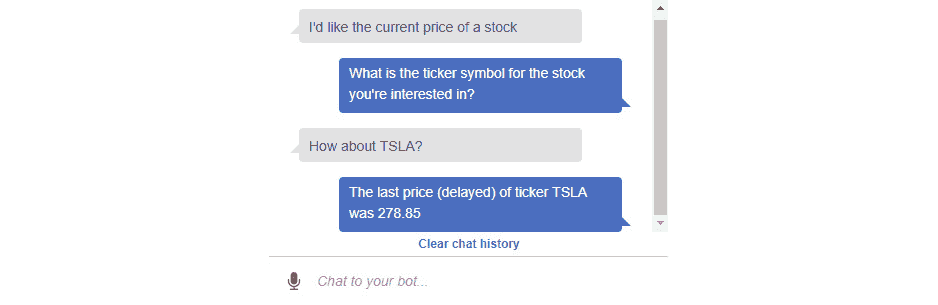 I'd like the current price of a stock
What is the ticker symbol for the stock
you're interested in?
How about TSLA?
The last price (delayed) of ticker TSLA
was 278.85
Clear chat history
Chat to your bot...